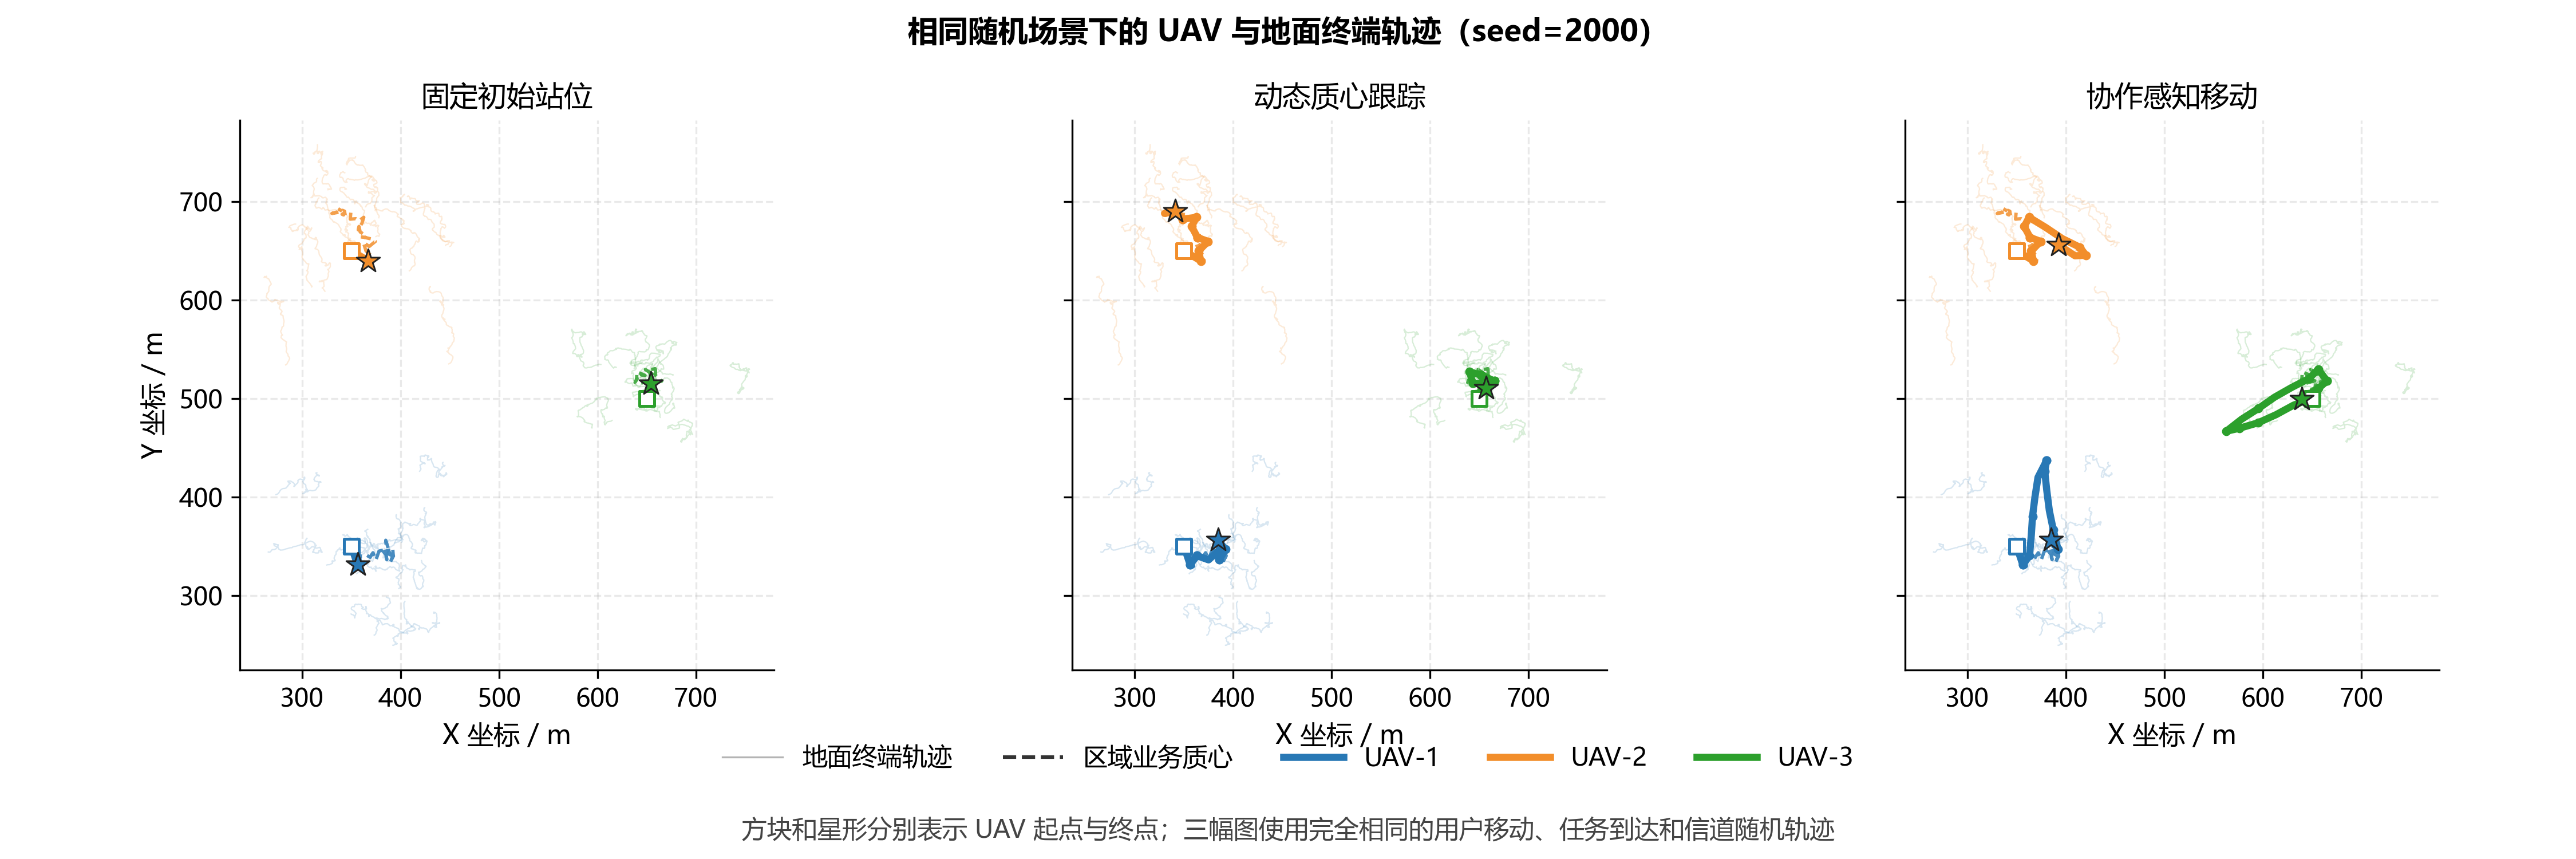 相同随机场景下的 UAV 与地面终端轨迹（seed=2000）
固定初始站位
Y 坐标 / m
700
600
500
400
300
300 400 500 600 700
X 坐标 / m
动态质心跟踪
300 400 500 600 700
X 坐标 / m
协作感知移动
300 400 500 600 700
X 坐标 / m
地面终端轨迹 区域业务质心 UAV-1 UAV-2 UAV-3
方块和星形分别表示 UAV 起点与终点；三幅图使用完全相同的用户移动、任务到达和信道随机轨迹